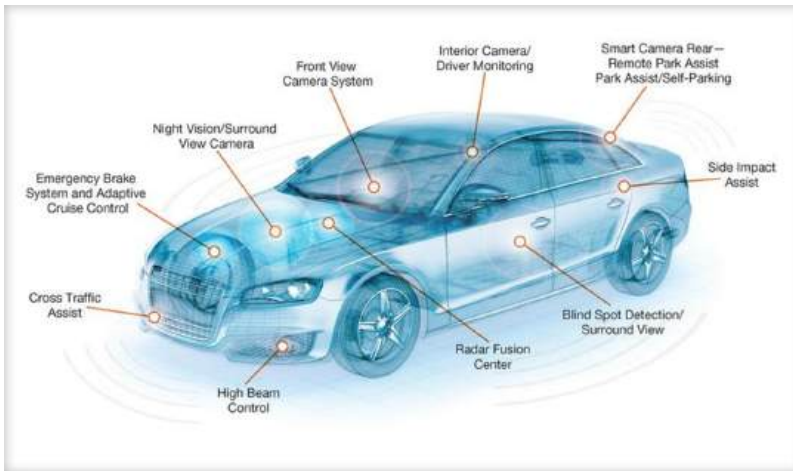 Front View
Camera System
Interior Camera/
Driver Monitoring
Smart Camera Rear—
Remote Park Assist
Park Assist/Self-Parking
Night Vision/Surround
View Camera
Side Impact
Assist
Emergency Brake
System and Adaptive
Cruise Control
Cross Traffic
Assist
Blind Spot Detection/
Surround View
Radar Fusion
Center
High Beam
Control